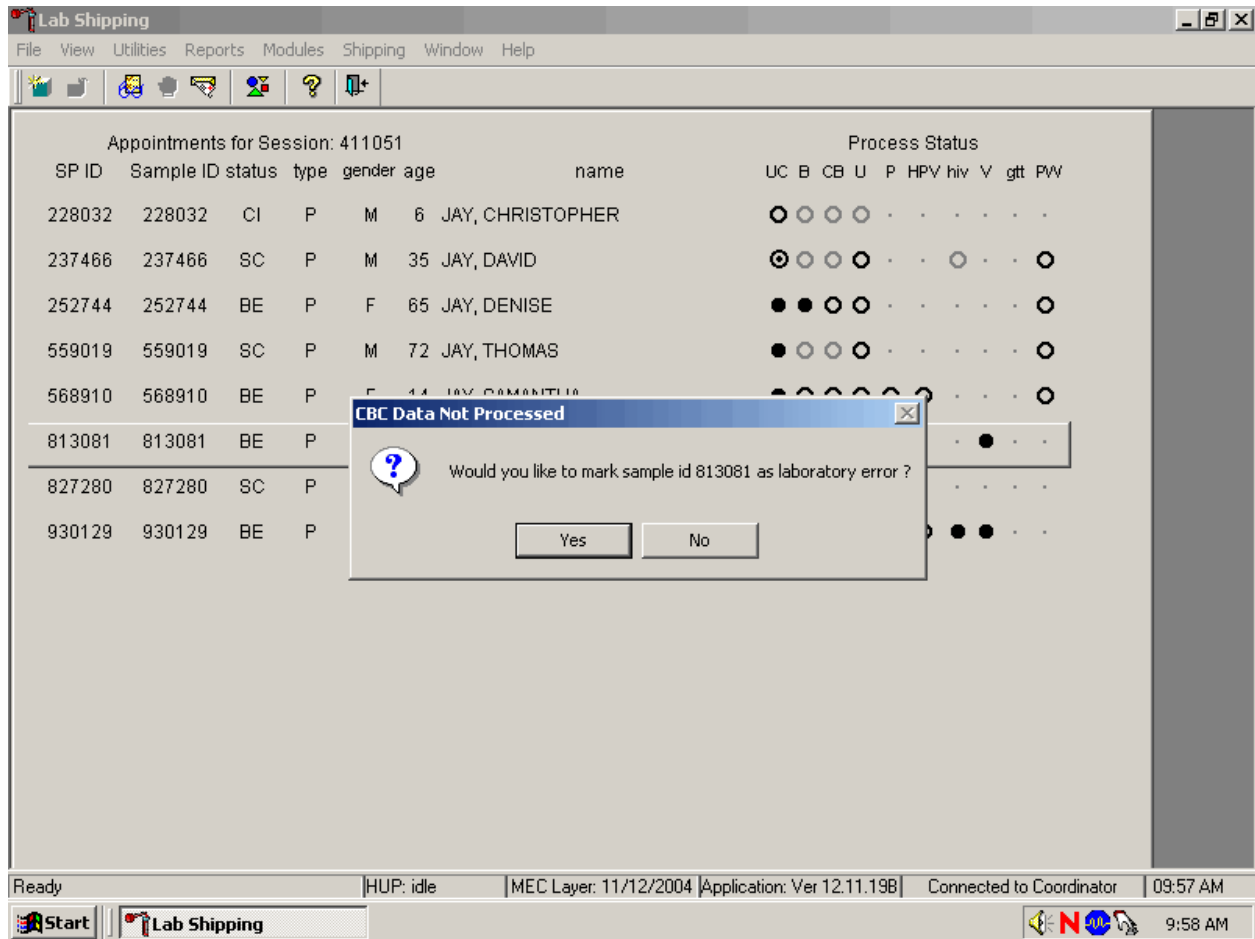 Lab Shipping
File View Utilities Reports Modules Shipping Window Help
Appointments for Session: 411051 Process Status
SP ID Sample ID status type gender age name UC B CB U P HPV hiv V gtt PW
228032 228032 CI P M 6 JAY, CHRISTOPHER
237466 237466 SC P M 35 JAY, DAVID
252744 252744 BE P F 65 JAY, DENISE
559019 559019 SC P M 72 JAY, THOMAS
568910 568910 BE P F 14 JAY, SAMANTHA
CBC Data Not Processed
813081 813081 BE P
Would you like to mark sample id 813081 as laboratory error ?
827280 827280 SC P
930129 930129 BE P
Yes No
Ready HUP: idle MEC Layer: 11/12/2004 Application: Ver 12.11.19B Connected to Coordinator 09:57 AM
Start Lab Shipping N 9:58 AM